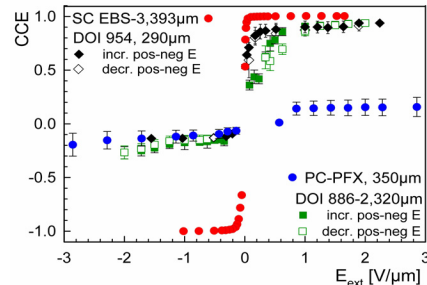 CCE
1.0
0.5
0.0
-0.5
-1.0
SC EBS-3,393µm
DOI 954, 290µm
incr. pos-neg E
decr. pos-neg E
PC-PFX, 350µm
DOI 886-2,320µm
incr. pos-neg E
decr. pos-neg E
-3 -2 -1 0 1 2 3
E_ext [V/µm]